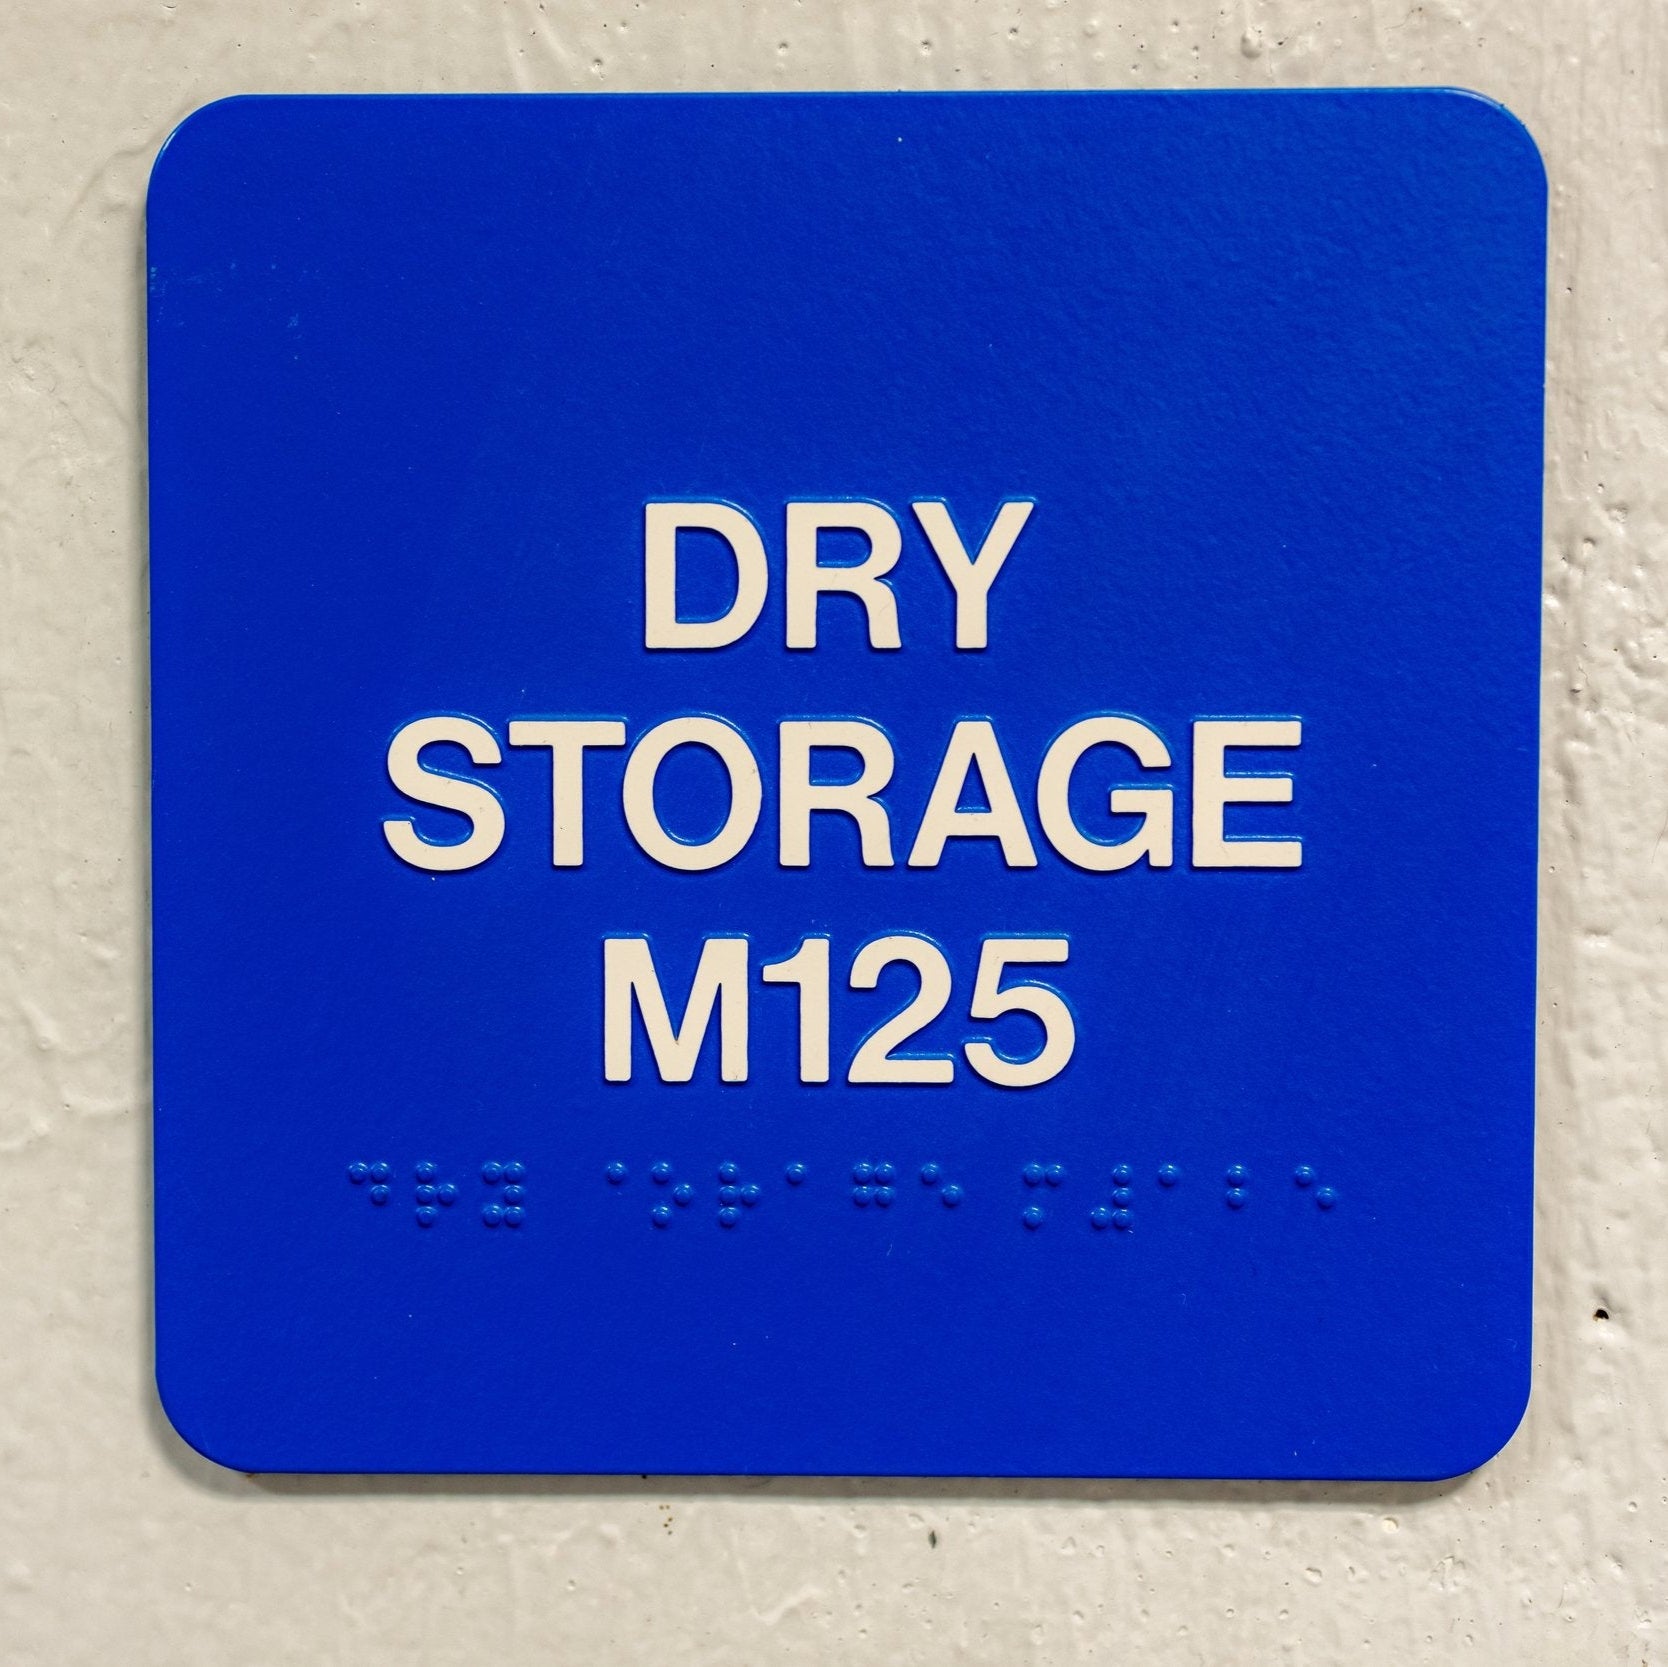 DRY
STORAGE
M125
⠙⠗⠽ ⠈⠕⠗⠁⠛⠑ ⠍⠼⠁⠃⠑